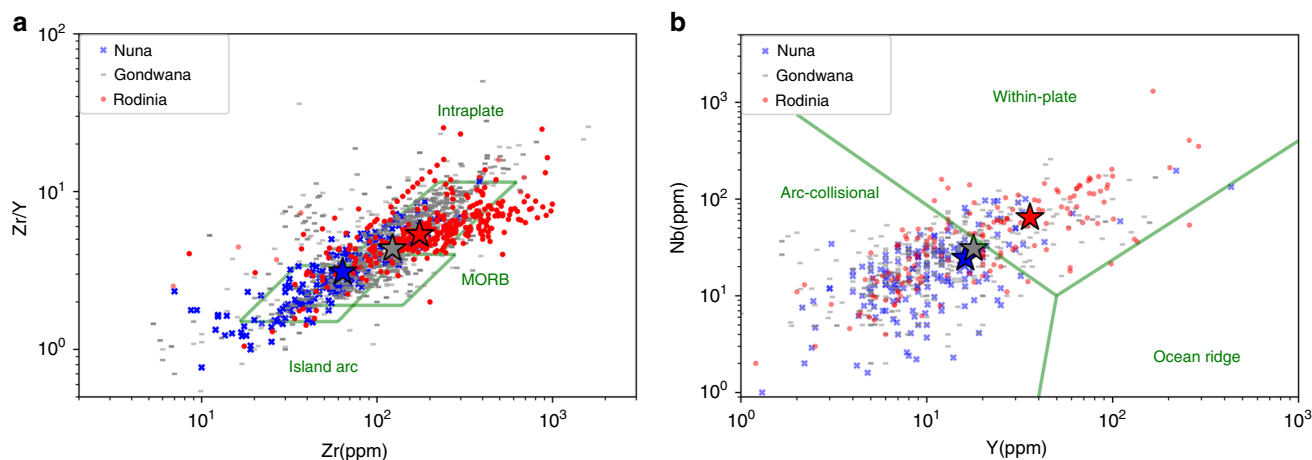 a
10²
Nuna
Gondwana
Rodinia
Intraplate
Zr/Y
10¹
MORB
10⁰
Island arc
10¹
10²
10³
Zr(ppm)
b
Nuna
Gondwana
Rodinia
Within-plate
10³
Arc-collisional
Nb(ppm)
10²
10¹
Ocean ridge
10⁰
10⁰
10¹
10²
10³
Y(ppm)